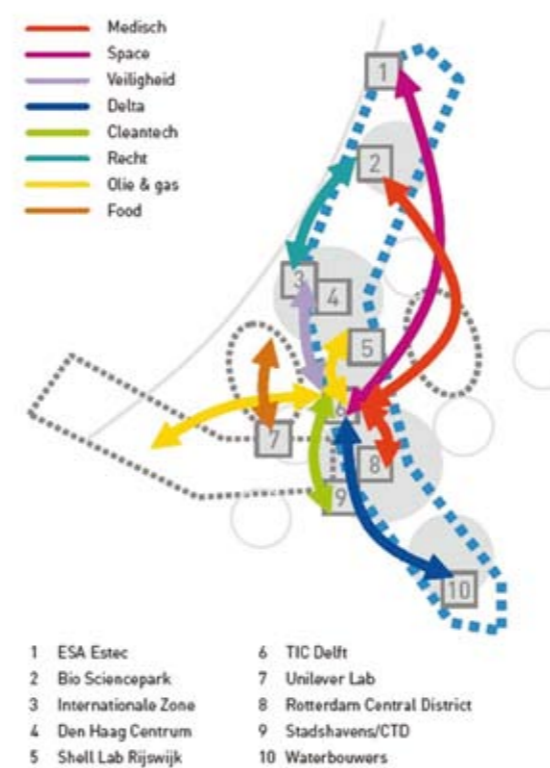 Medisch
Space
Veiligheid
Delta
Cleantech
Recht
Olie & gas
Food
1
2
3
4
5
6
7
8
9
10
1 ESA Estec
2 Bio Sciencepark
3 Internationale Zone
4 Den Haag Centrum
5 Shell Lab Rijswijk
6 TIC Delft
7 Unilever Lab
8 Rotterdam Central District
9 Stadshavens/CTD
10 Waterbouwers